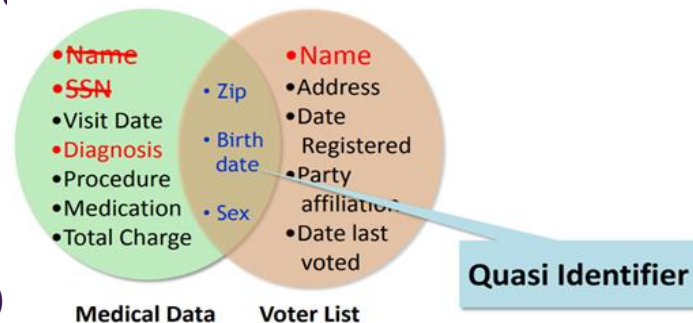 •Name
•SSN
•Visit Date
•Diagnosis
•Procedure
•Medication
•Total Charge
• Zip
• Birth
date
• Sex
•Name
•Address
•Date
Registered
•Party
affiliation
•Date last
voted
Quasi Identifier
Medical Data
Voter List